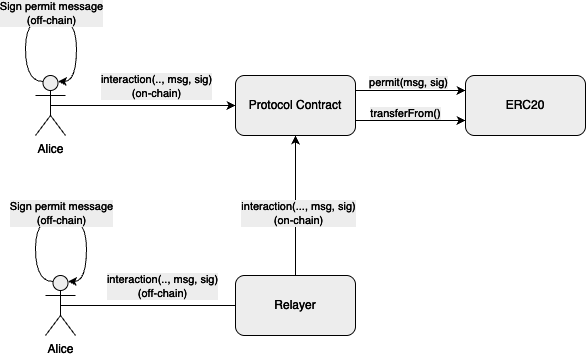 Sign permit message
(off-chain)
interaction(.., msg, sig)
(on-chain)
Protocol Contract
permit(msg, sig)
transferFrom()
ERC20
Alice
Sign permit message
(off-chain)
interaction(..., msg, sig)
(on-chain)
interaction(.., msg, sig)
(off-chain)
Relayer
Alice